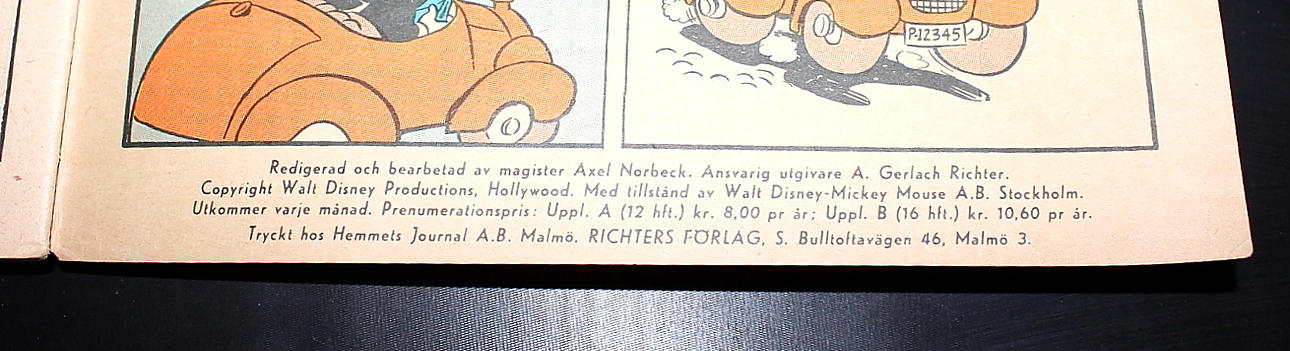 P-12345
Redigerad och bearbetad av magister Axel Norbeck. Ansvarig utgivare A. Gerlach Richter.
Copyright Walt Disney Productions, Hollywood. Med tillstånd av Walt Disney-Mickey Mouse A.B. Stockholm.
Utkommer varje månad. Prenumerationspris: Uppl. A (12 hft.) kr. 8,00 pr år; Uppl. B (16 hft.) kr. 10,60 pr år.
Tryckt hos Hemmets Journal A.B. Malmö. RICHTERS FÖRLAG, S. Bulltoftavägen 46, Malmö 3.